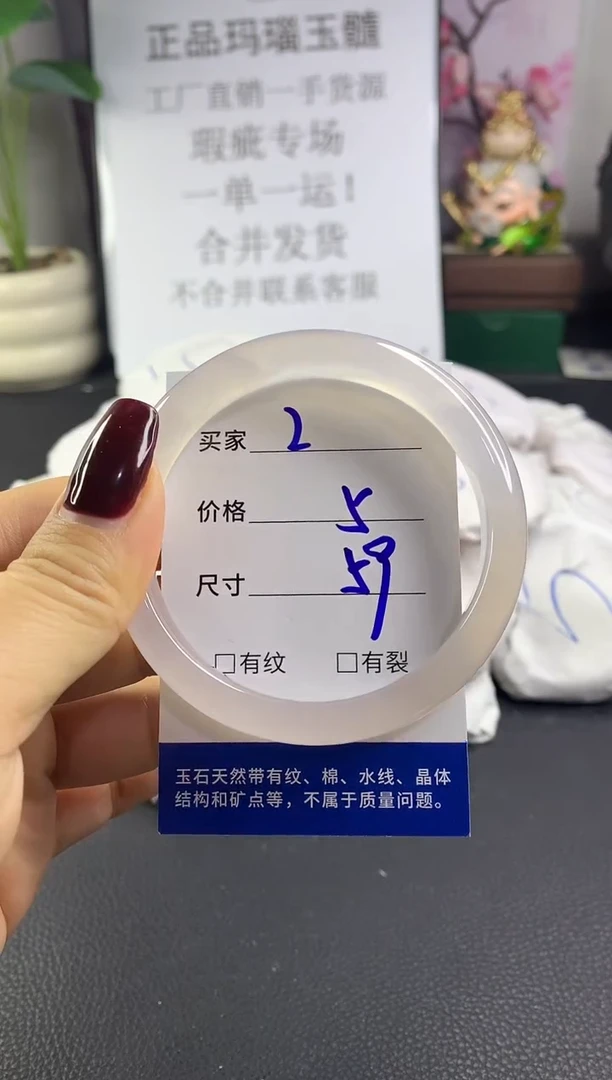 正品玛瑙玉髓
工厂直销一手货源
瑕疵专场
一单一运！
合并发货
不合并联系客服
买家 2
价格 5
尺寸 59
□有纹 □有裂
玉石天然带有纹、棉、水线、晶体
结构和矿点等，不属于质量问题。